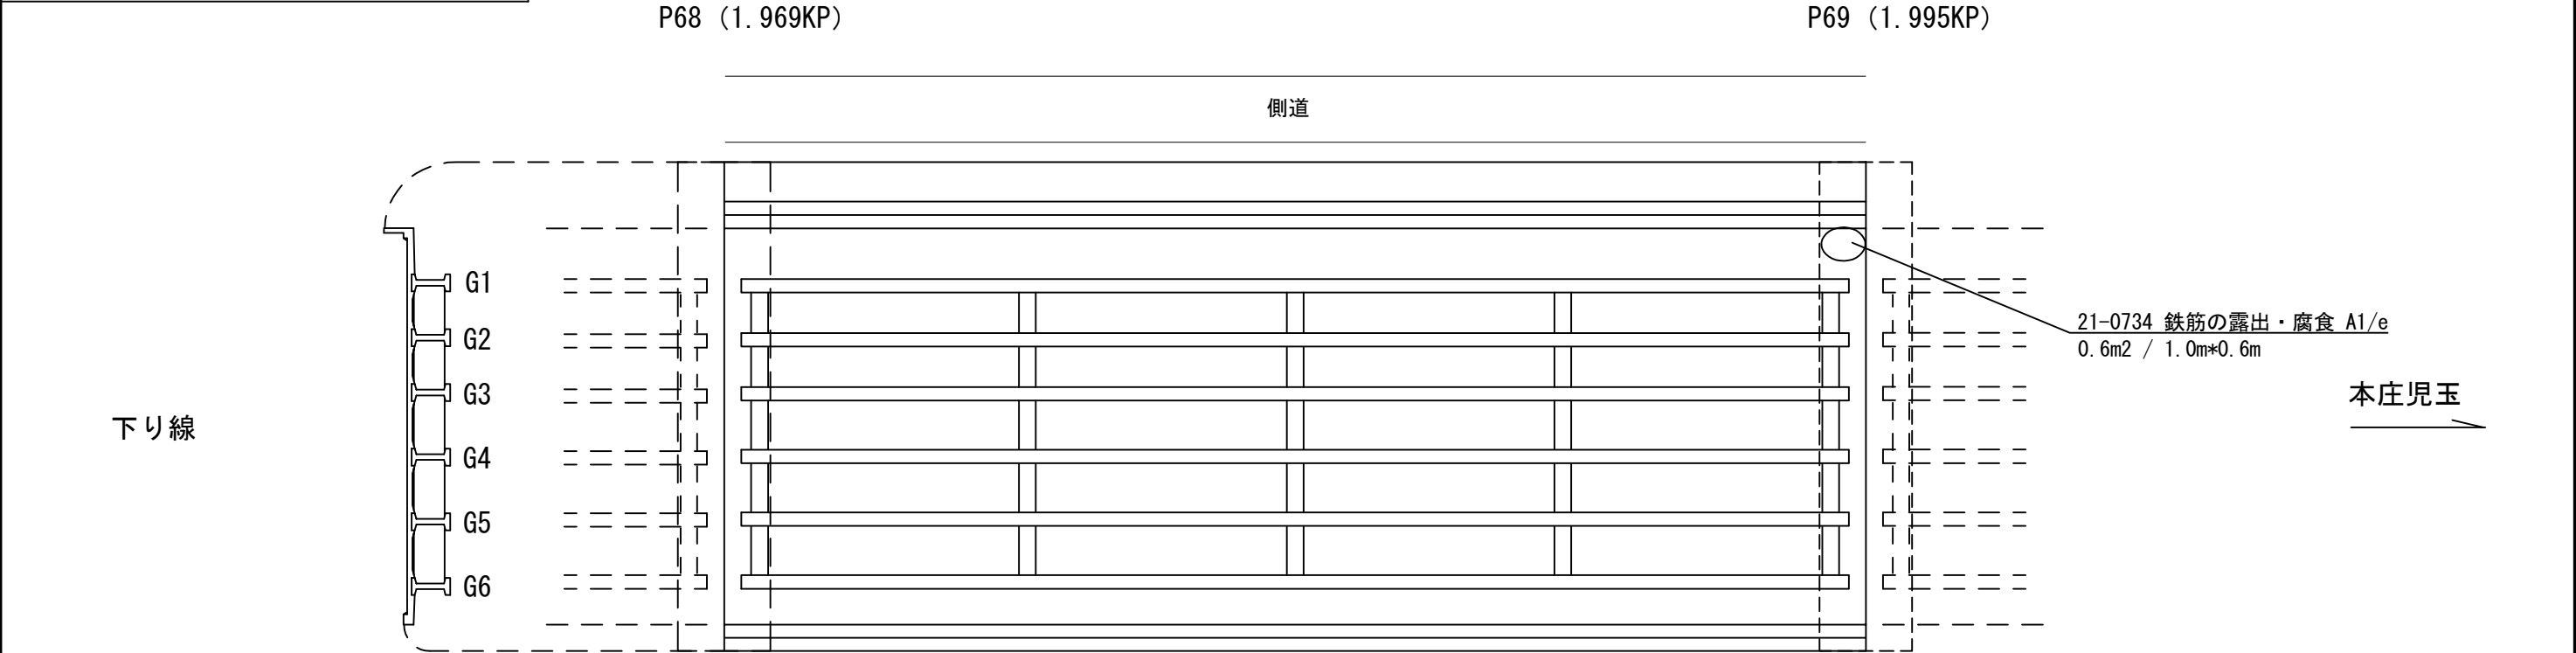 P68 (1.969KP)
P69 (1.995KP)
側道
G1
G2
G3
G4
G5
G6
下り線
21-0734 鉄筋の露出・腐食 A1/e
0.6m2 / 1.0m*0.6m
本庄児玉